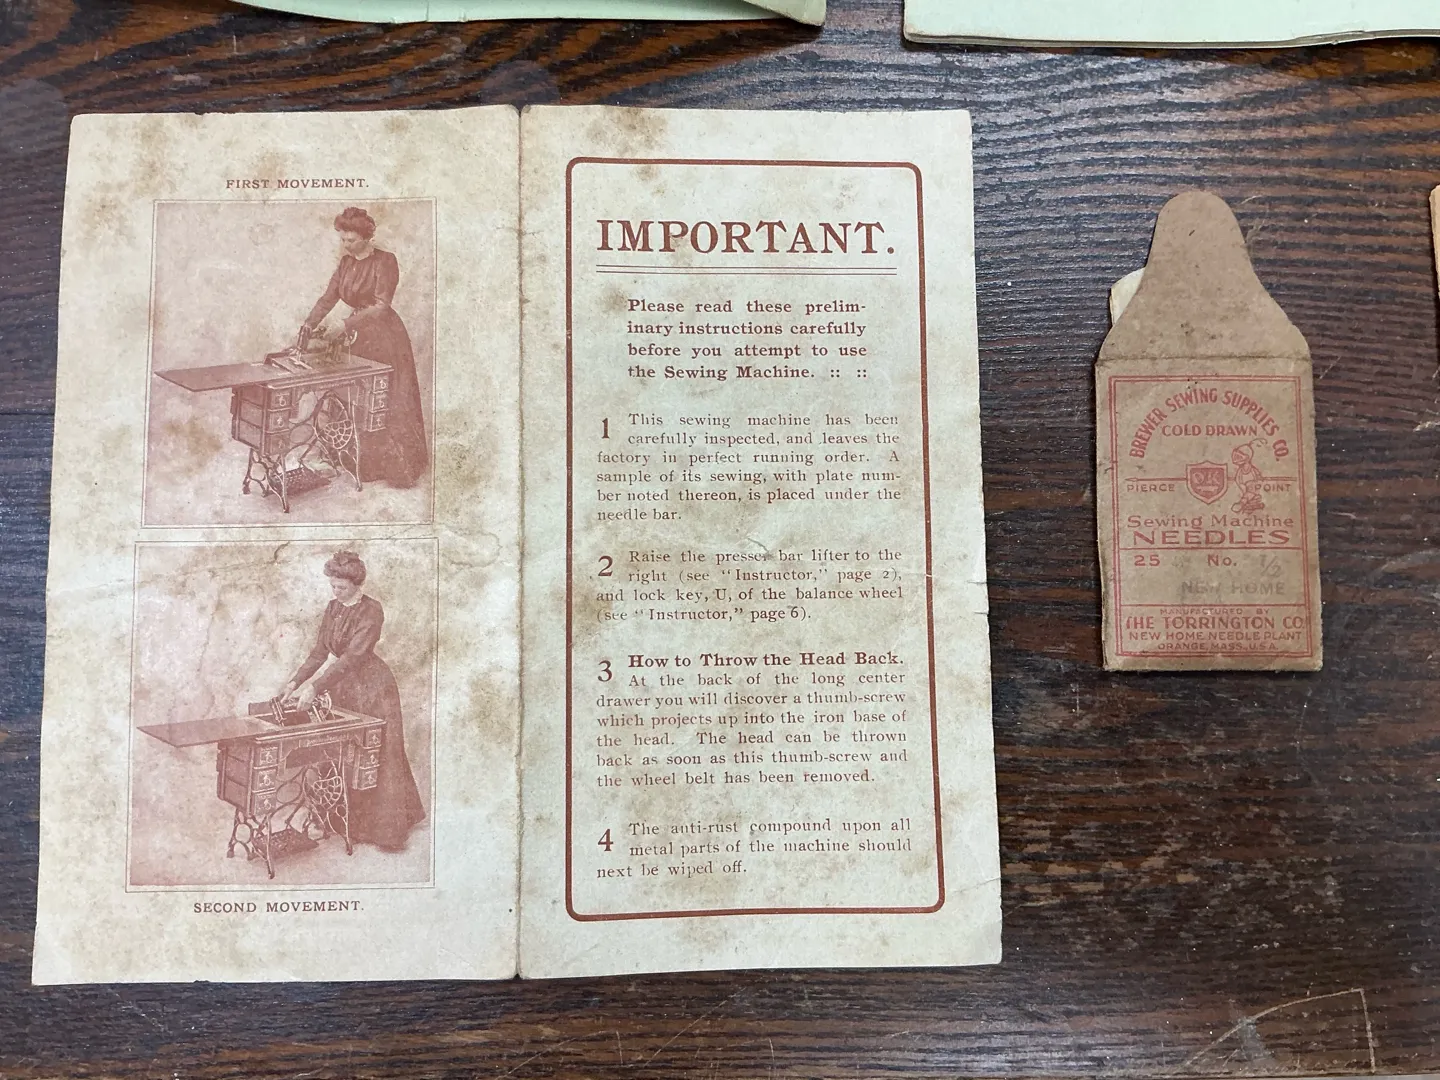 FIRST MOVEMENT.
SECOND MOVEMENT.
IMPORTANT.
Please read these prelim-
inary instructions carefully
before you attempt to use
the Sewing Machine. :: ::
1 This sewing machine has been
carefully inspected, and leaves the
factory in perfect running order. A
sample of its sewing, with plate num-
ber noted thereon, is placed under the
needle bar.
2 Raise the presser bar lifter to the
right (see "Instructor," page 2),
and lock key, U, of the balance wheel
(see "Instructor," page 6).
3 How to Throw the Head Back.
At the back of the long center
drawer you will discover a thumb-screw
which projects up into the iron base of
the head. The head can be thrown
back as soon as this thumb-screw and
the wheel belt has been removed.
4 The anti-rust compound upon all
metal parts of the machine should
next be wiped off.
BREWER SEWING SUPPLIES CO.
COLD DRAWN
PIERCE POINT
Sewing Machine
NEEDLES
25 No. 1/2
NEW HOME
MANUFACTURED BY
THE TORRINGTON CO.
NEW HOME NEEDLE PLANT
ORANGE, MASS., U.S.A.